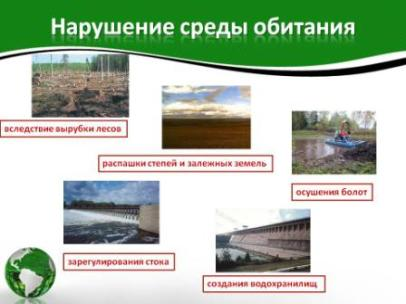 Нарушение среды обитания
вследствие вырубки лесов
распашки степей и залежных земель
осушения болот
зарегулирования стока
создания водохранилищ